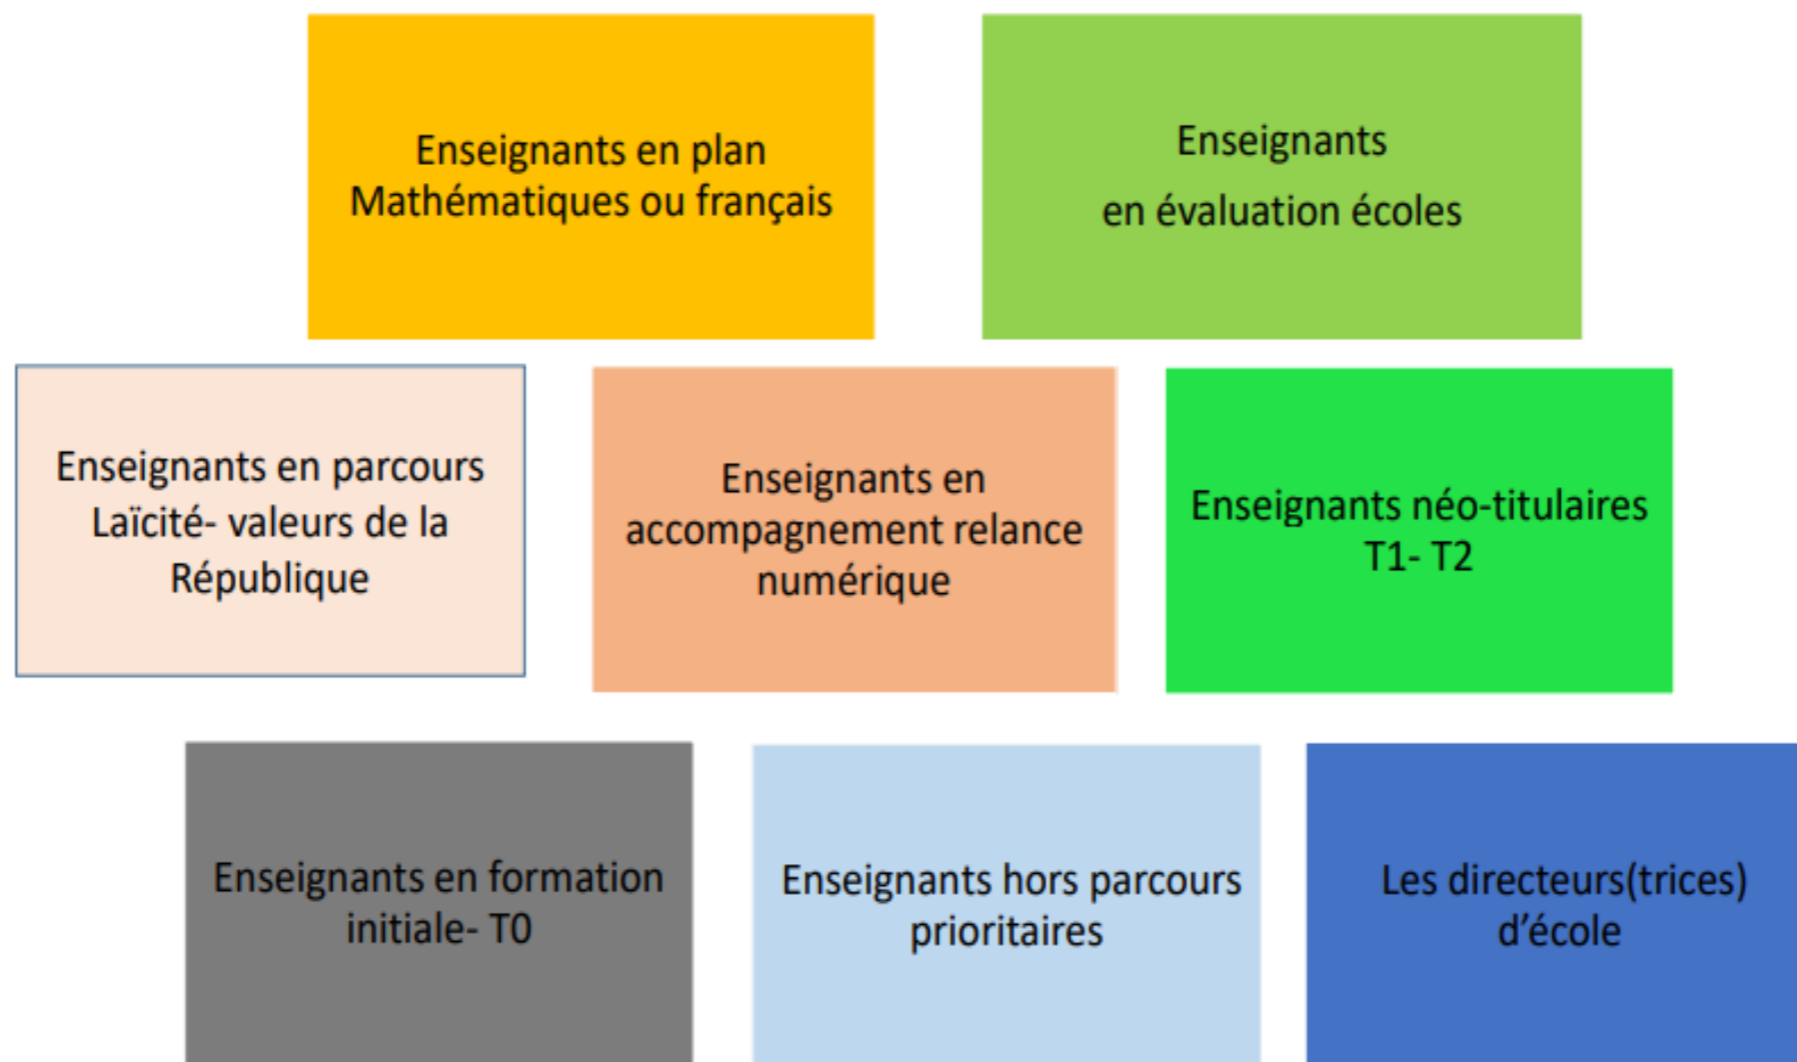 Enseignants en plan
Mathématiques ou français
Enseignants
en évaluation écoles
Enseignants en parcours
Laïcité- valeurs de la
République
Enseignants en
accompagnement relance
numérique
Enseignants néo-titulaires
T1- T2
Enseignants en formation
initiale- T0
Enseignants hors parcours
prioritaires
Les directeurs(trices)
d’école